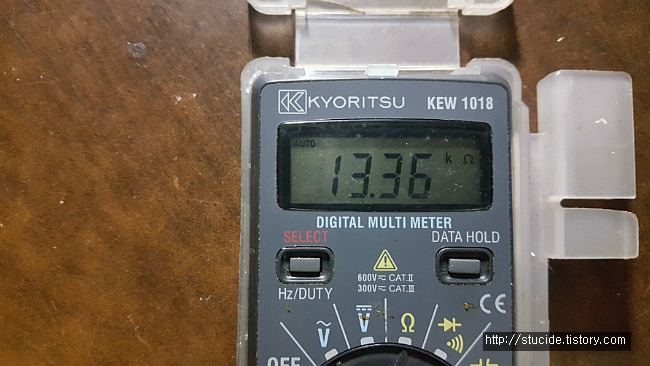 KYORITSU KEW 1018
AUTO
13.36 k Ω
DIGITAL MULTI METER
SELECT DATA HOLD
600V CAT.II
300V CAT.III
Hz/DUTY
CE
OFF Ṽ V Ω
http://stucide.tistory.com